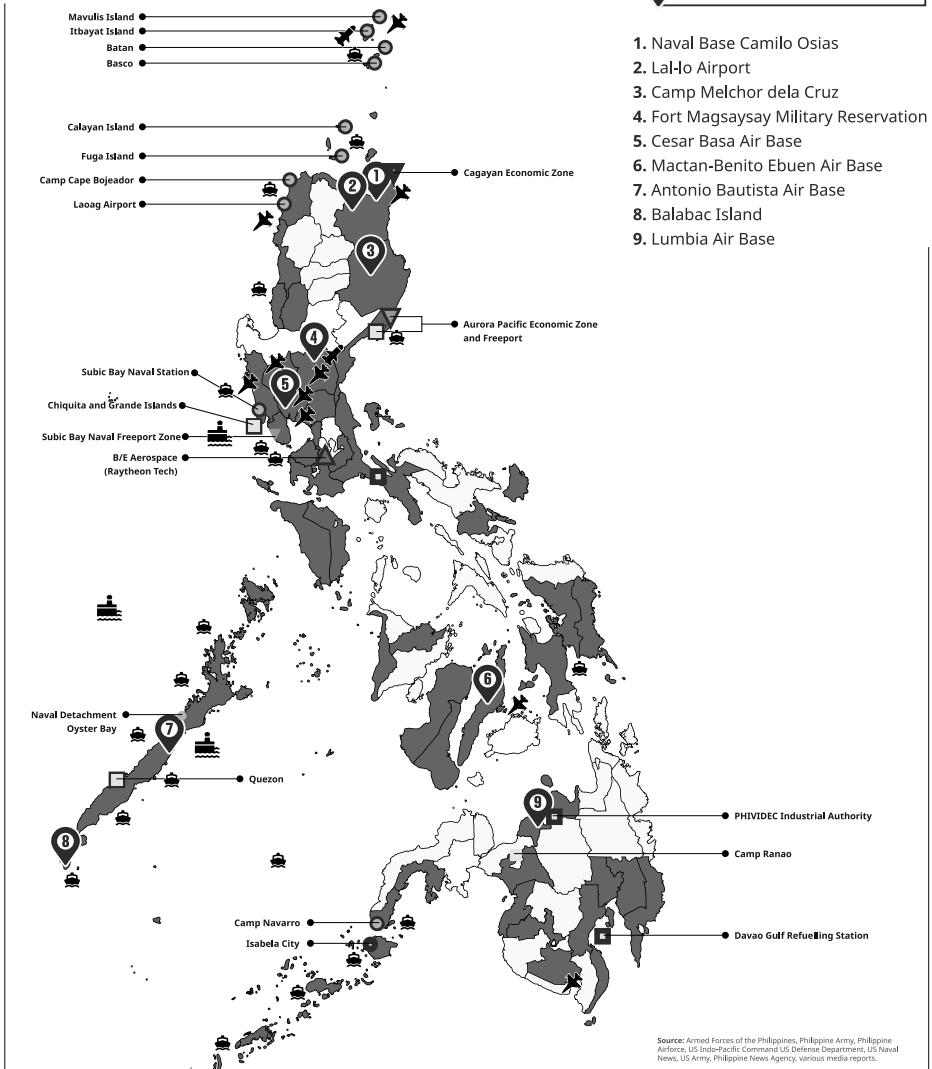 Mavulis Island
Itbayat Island
Batan
Basco
1. Naval Base Camilo Osias
2. Lal-lo Airport
3. Camp Melchor dela Cruz
4. Fort Magsaysay Military Reservation
5. Cesar Basa Air Base
6. Mactan-Benito Ebuen Air Base
7. Antonio Bautista Air Base
8. Balabac Island
9. Lumbia Air Base
Calayan Island
Fuga Island
Camp Cape Bojeador
Laoag Airport
Cagayan Economic Zone
1
2
3
Aurora Pacific Economic Zone
and Freeport
4
5
Subic Bay Naval Station
Chiquita and Grande Islands
Subic Bay Naval Freeport Zone
B/E Aerospace
(Raytheon Tech)
6
Naval Detachment
Oyster Bay
7
Quezon
8
9
PHIVIDEC Industrial Authority
Camp Ranao
Camp Navarro
Isabela City
Davao Gulf Refuelling Station
Source: Armed Forces of the Philippines, Philippine Army, Philippine
Airforce, US Indo-Pacific Command US Defense Department, US Naval
News, US Army, Philippine News Agency, various media reports.